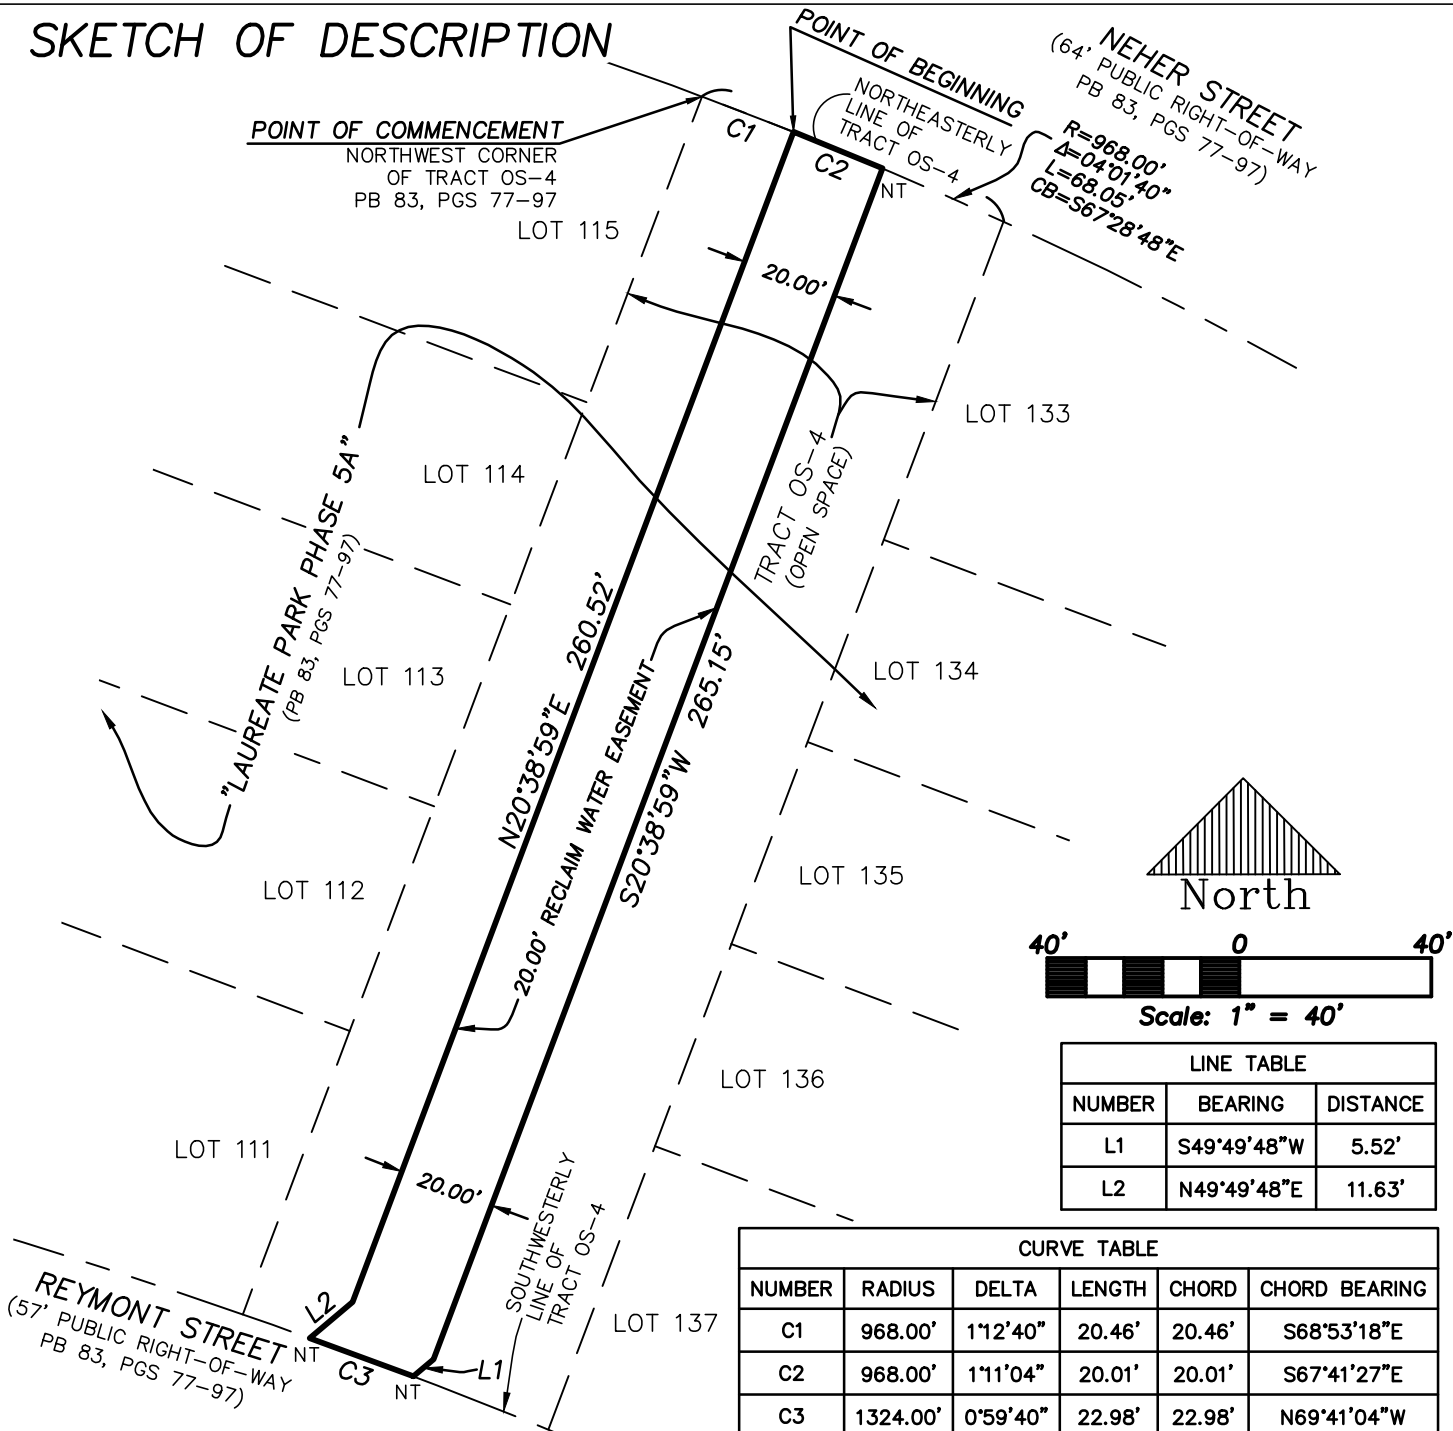 SKETCH OF DESCRIPTION
POINT OF BEGINNING
NEHER STREET
(64' PUBLIC RIGHT-OF-WAY
PB 83, PGS 77-97)
POINT OF COMMENCEMENT
NORTHWEST CORNER
OF TRACT OS-4
PB 83, PGS 77-97
C1
C2
NORTHEASTERLY
LINE OF
TRACT OS-4
NT
R=968.00'
Δ=04°01'40"
L=68.05'
CB=S67°28'48"E
LOT 115
20.00'
LOT 133
LOT 114
TRACT OS-4
(OPEN SPACE)
"LAUREATE PARK PHASE 5A"
(PB 83, PGS 77-97)
LOT 113
LOT 134
N20°38'59"E 260.52'
20.00' RECLAIM WATER EASEMENT
S20°38'59"W 265.15'
LOT 112
LOT 135
North
40' 0 40'
Scale: 1" = 40'
LOT 136
LOT 111
20.00'
SOUTHWESTERLY
LINE OF
TRACT OS-4
LOT 137
REYMONT STREET
(57' PUBLIC RIGHT-OF-WAY
PB 83, PGS 77-97)
L2
NT
C3
NT
L1
LINE TABLE
NUMBER BEARING DISTANCE
L1 S49°49'48"W 5.52'
L2 N49°49'48"E 11.63'
CURVE TABLE
NUMBER RADIUS DELTA LENGTH CHORD CHORD BEARING
C1 968.00' 1°12'40" 20.46' 20.46' S68°53'18"E
C2 968.00' 1°11'04" 20.01' 20.01' S67°41'27"E
C3 1324.00' 0°59'40" 22.98' 22.98' N69°41'04"W